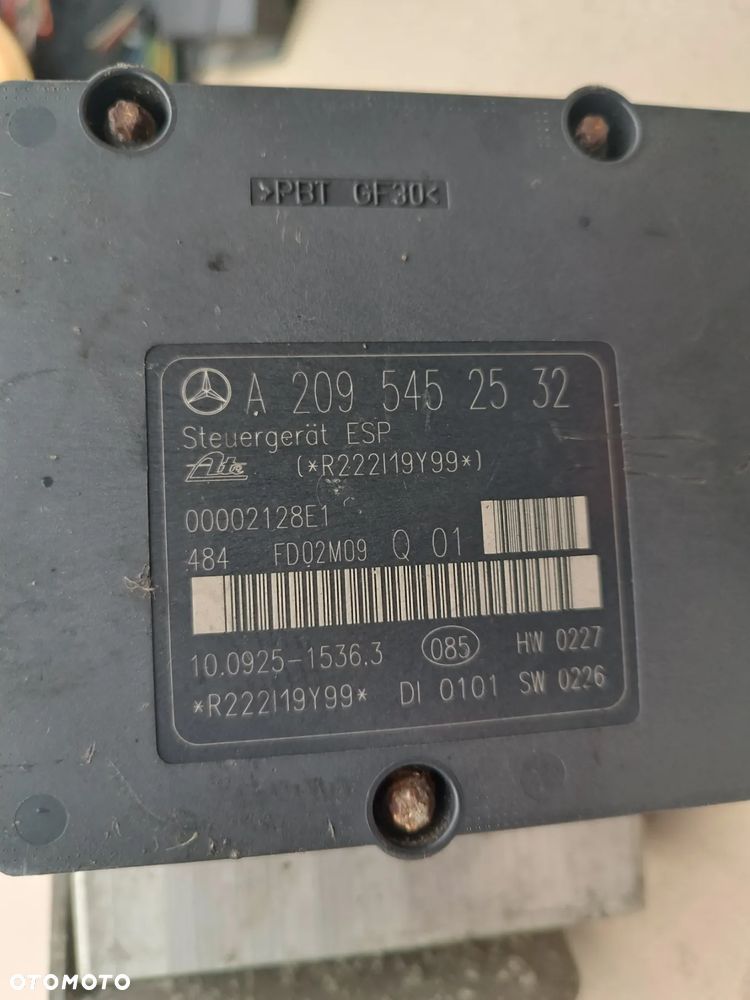 >PBT GF30<
A 209 545 25 32
Steuergerät ESP
Ate (*R222I19Y99*)
00002128E1
484 FD02M09 Q 01
10.0925-1536.3 085 HW 0227
*R222I19Y99* DI 0101 SW 0226
OTOMOTO